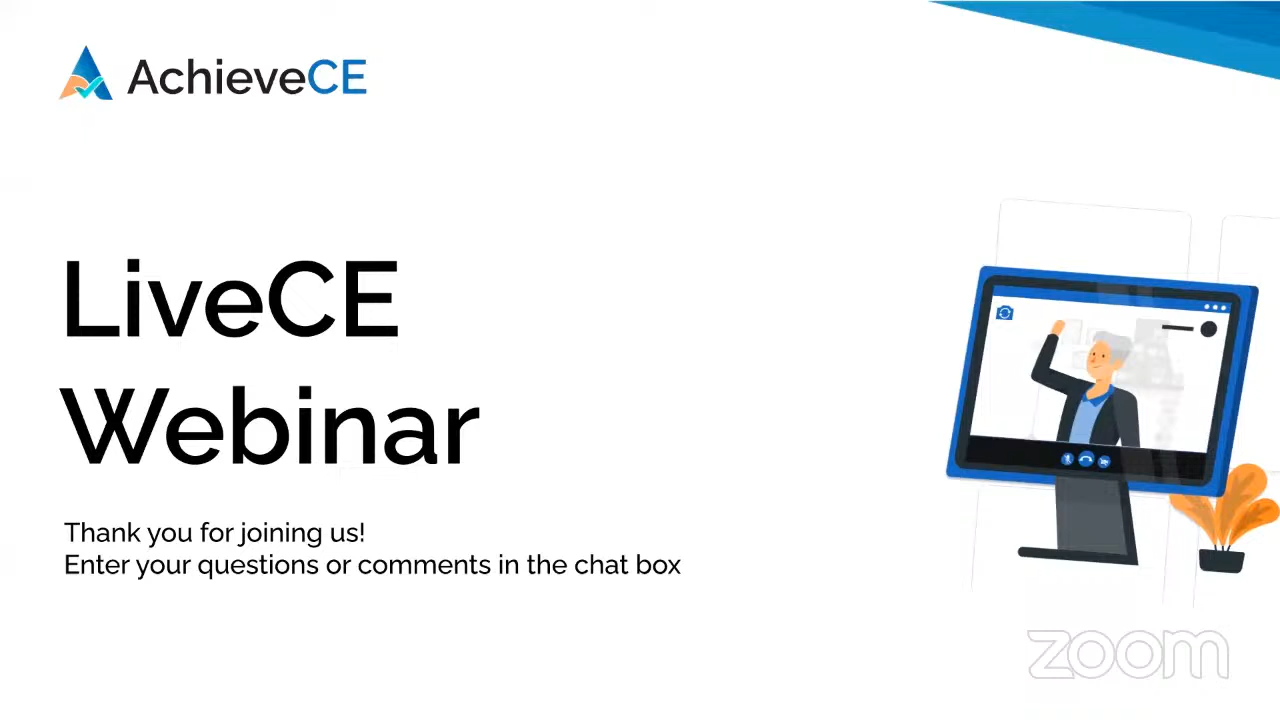 AchieveCE
LiveCE
Webinar
Thank you for joining us!
Enter your questions or comments in the chat box
zoom